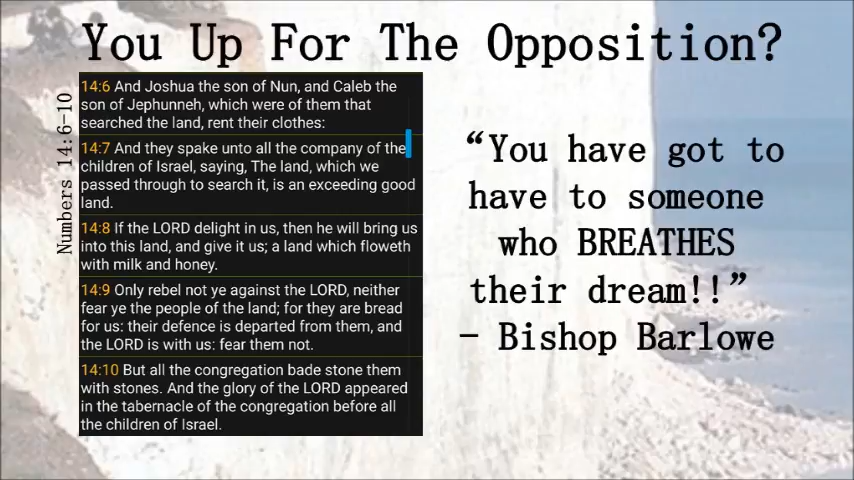 You Up For The Opposition?
Numbers 14:6-10
14:6 And Joshua the son of Nun, and Caleb the
son of Jephunneh, which were of them that
searched the land, rent their clothes:
14:7 And they spake unto all the company of the
children of Israel, saying, The land, which we
passed through to search it, is an exceeding good
land.
14:8 If the LORD delight in us, then he will bring us
into this land, and give it us; a land which floweth
with milk and honey.
14:9 Only rebel not ye against the LORD, neither
fear ye the people of the land; for they are bread
for us: their defence is departed from them, and
the LORD is with us: fear them not.
14:10 But all the congregation bade stone them
with stones. And the glory of the LORD appeared
in the tabernacle of the congregation before all
the children of Israel.
“You have got to
have to someone
who BREATHES
their dream!!”
- Bishop Barlowe